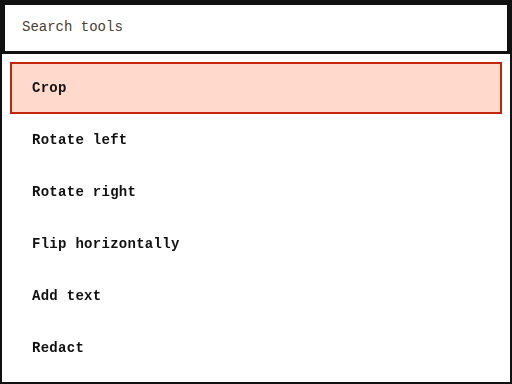 Search tools
Crop
Rotate left
Rotate right
Flip horizontally
Add text
Redact